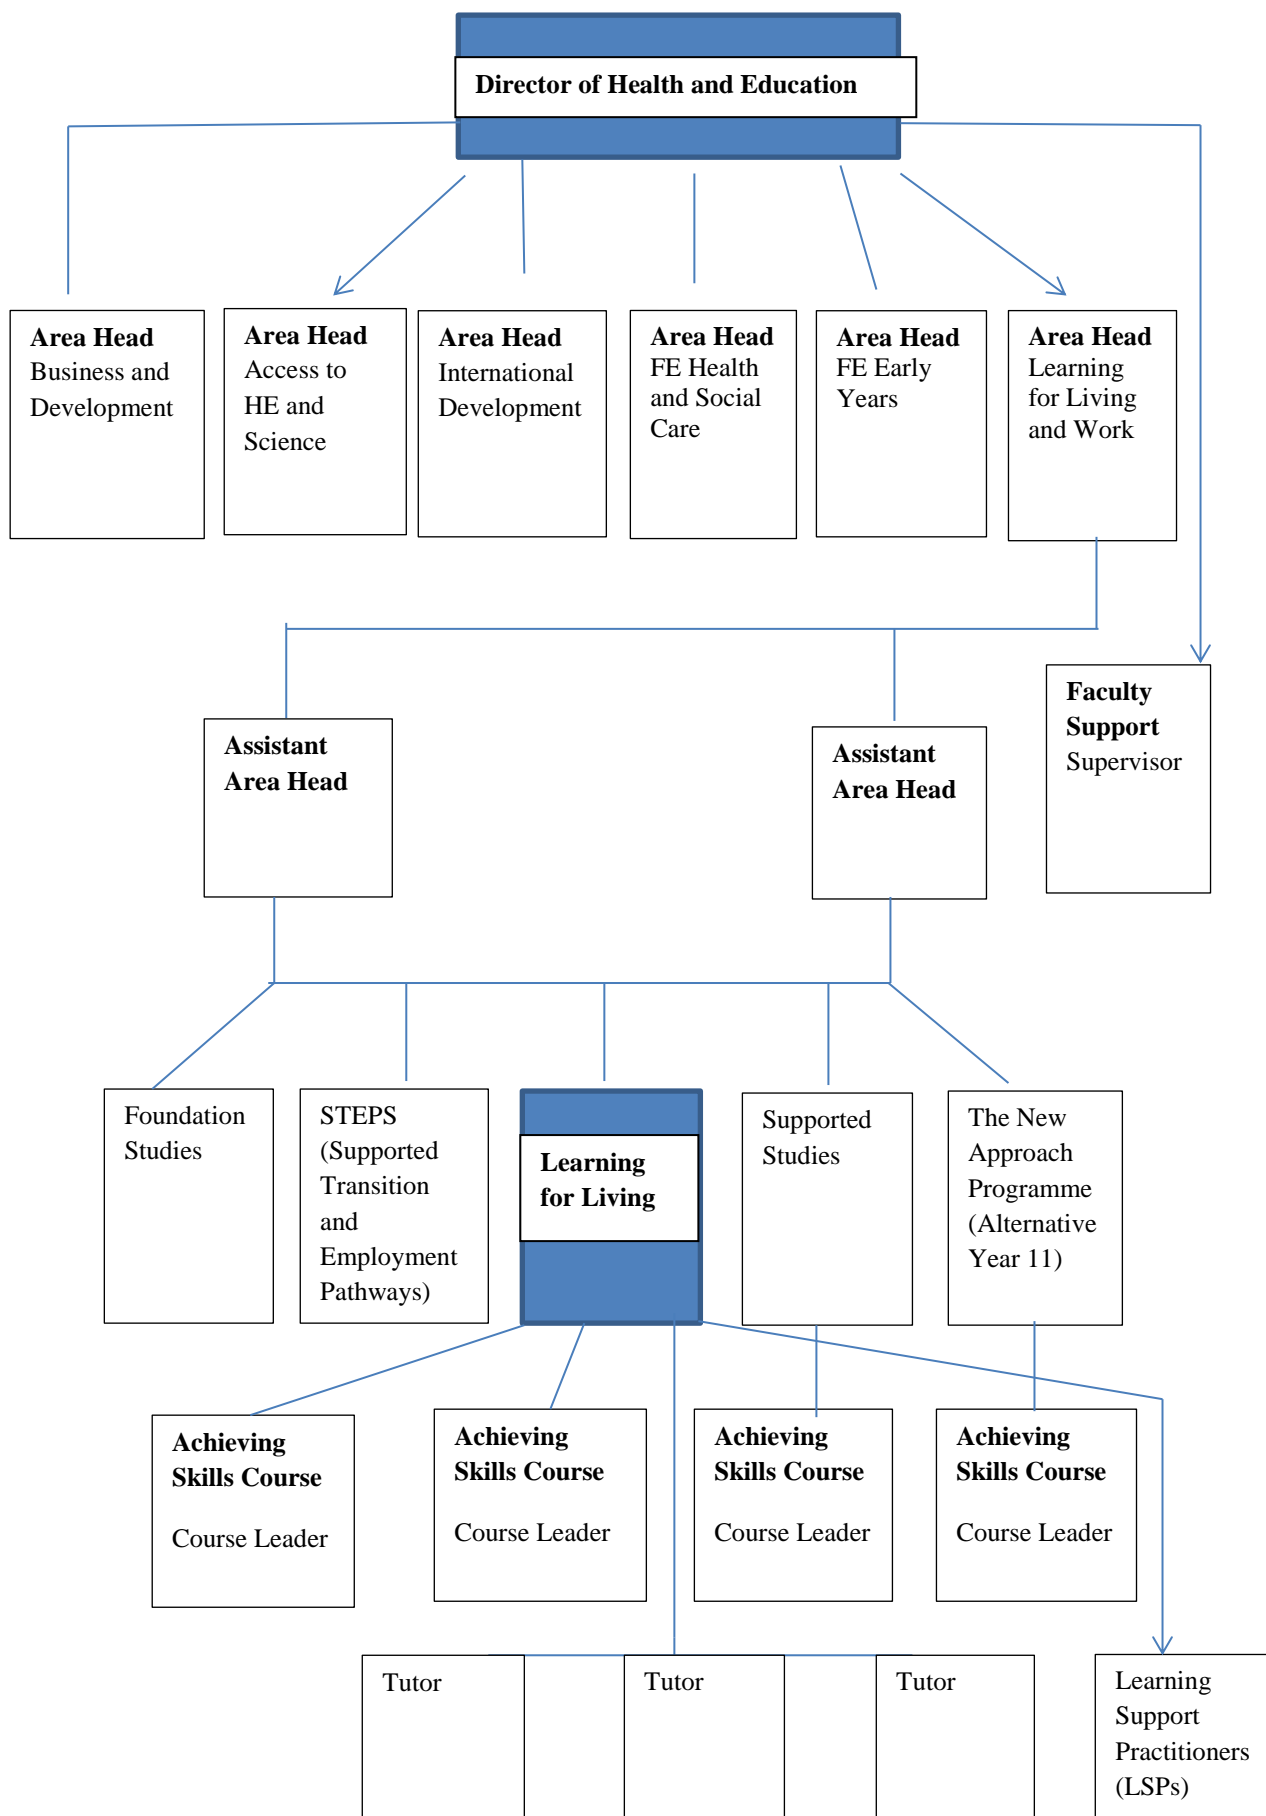 Director of Health and Education
Area Head
Business and
Development
Area Head
Access to
HE and
Science
Area Head
International
Development
Area Head
FE Health
and Social
Care
Area Head
FE Early
Years
Area Head
Learning
for Living
and Work
Faculty
Support
Supervisor
Assistant
Area Head
Assistant
Area Head
Foundation
Studies
STEPS
(Supported
Transition
and
Employment
Pathways)
Learning
for Living
Supported
Studies
The New
Approach
Programme
(Alternative
Year 11)
Achieving
Skills Course
Course Leader
Achieving
Skills Course
Course Leader
Achieving
Skills Course
Course Leader
Achieving
Skills Course
Course Leader
Tutor
Tutor
Tutor
Learning
Support
Practitioners
(LSPs)